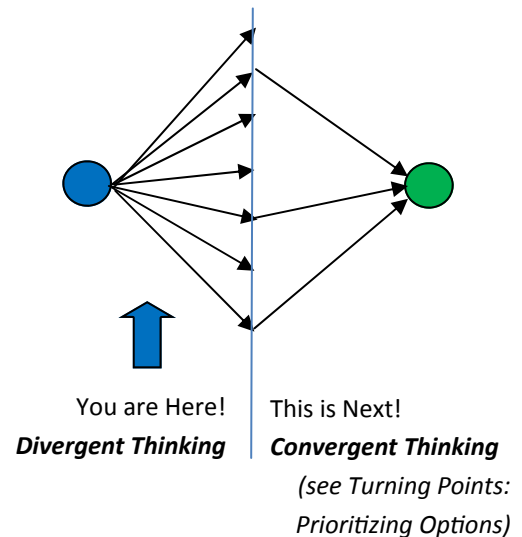 You are Here!
Divergent Thinking
This is Next!
Convergent Thinking
(see Turning Points:
Prioritizing Options)